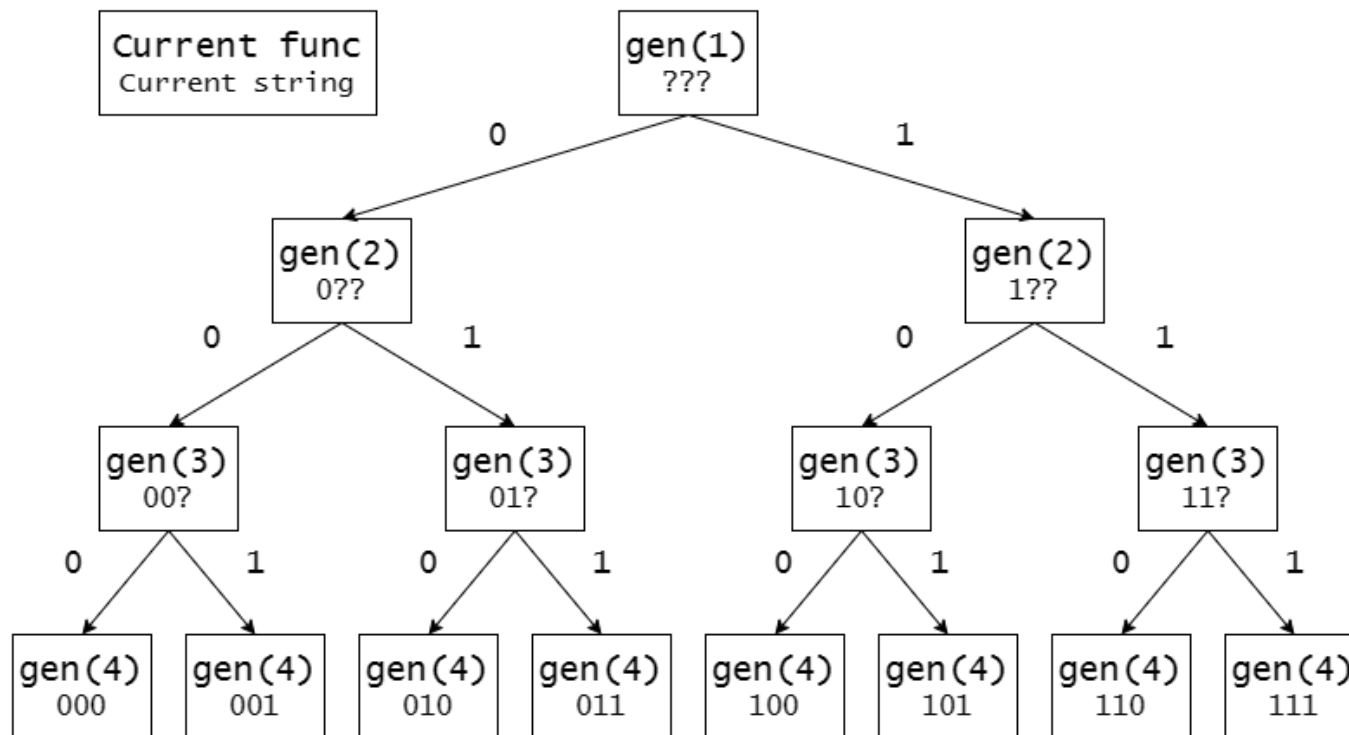 Current func
Current string
gen(1)
???
0
1
gen(2)
0??
gen(2)
1??
0
1
0
1
gen(3)
00?
gen(3)
01?
gen(3)
10?
gen(3)
11?
0
1
0
1
0
1
0
1
gen(4)
000
gen(4)
001
gen(4)
010
gen(4)
011
gen(4)
100
gen(4)
101
gen(4)
110
gen(4)
111